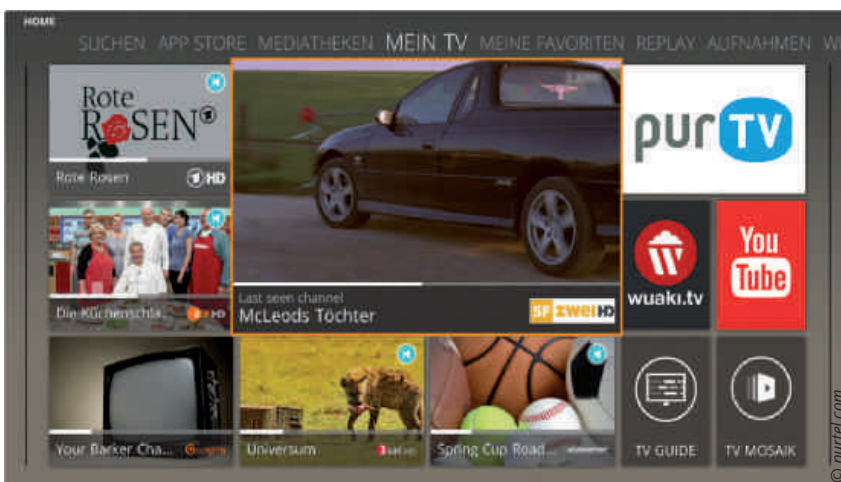 HOME
SUCHEN APP STORE MEDIATHEKEN MEIN TV MEINE FAVORITEN REPLAY AUFNAHMEN
Rote
ROSEN
Rote Rosen
HD
purTV
Die Küchenschla...
HD
Last seen channel
McLeods Töchter
SF zwei HD
wuaki.tv
You
Tube
Your Barker Cha...
Universum
Spring Cup Road...
TV GUIDE
TV MOSAIK
© purtel.com